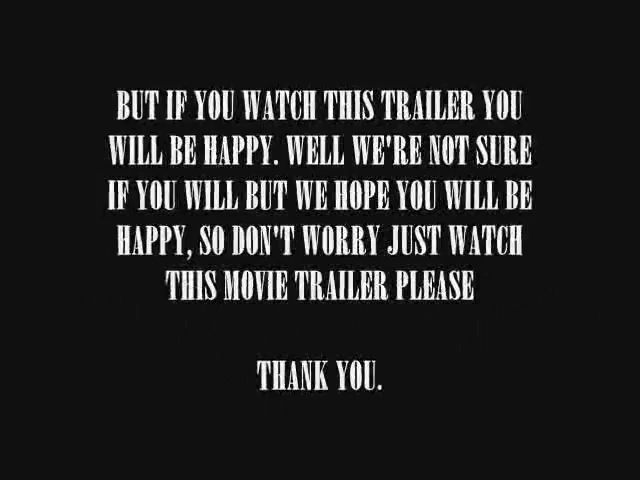 BUT IF YOU WATCH THIS TRAILER YOU
WILL BE HAPPY. WELL WE'RE NOT SURE
IF YOU WILL BUT WE HOPE YOU WILL BE
HAPPY, SO DON'T WORRY JUST WATCH
THIS MOVIE TRAILER PLEASE
THANK YOU.